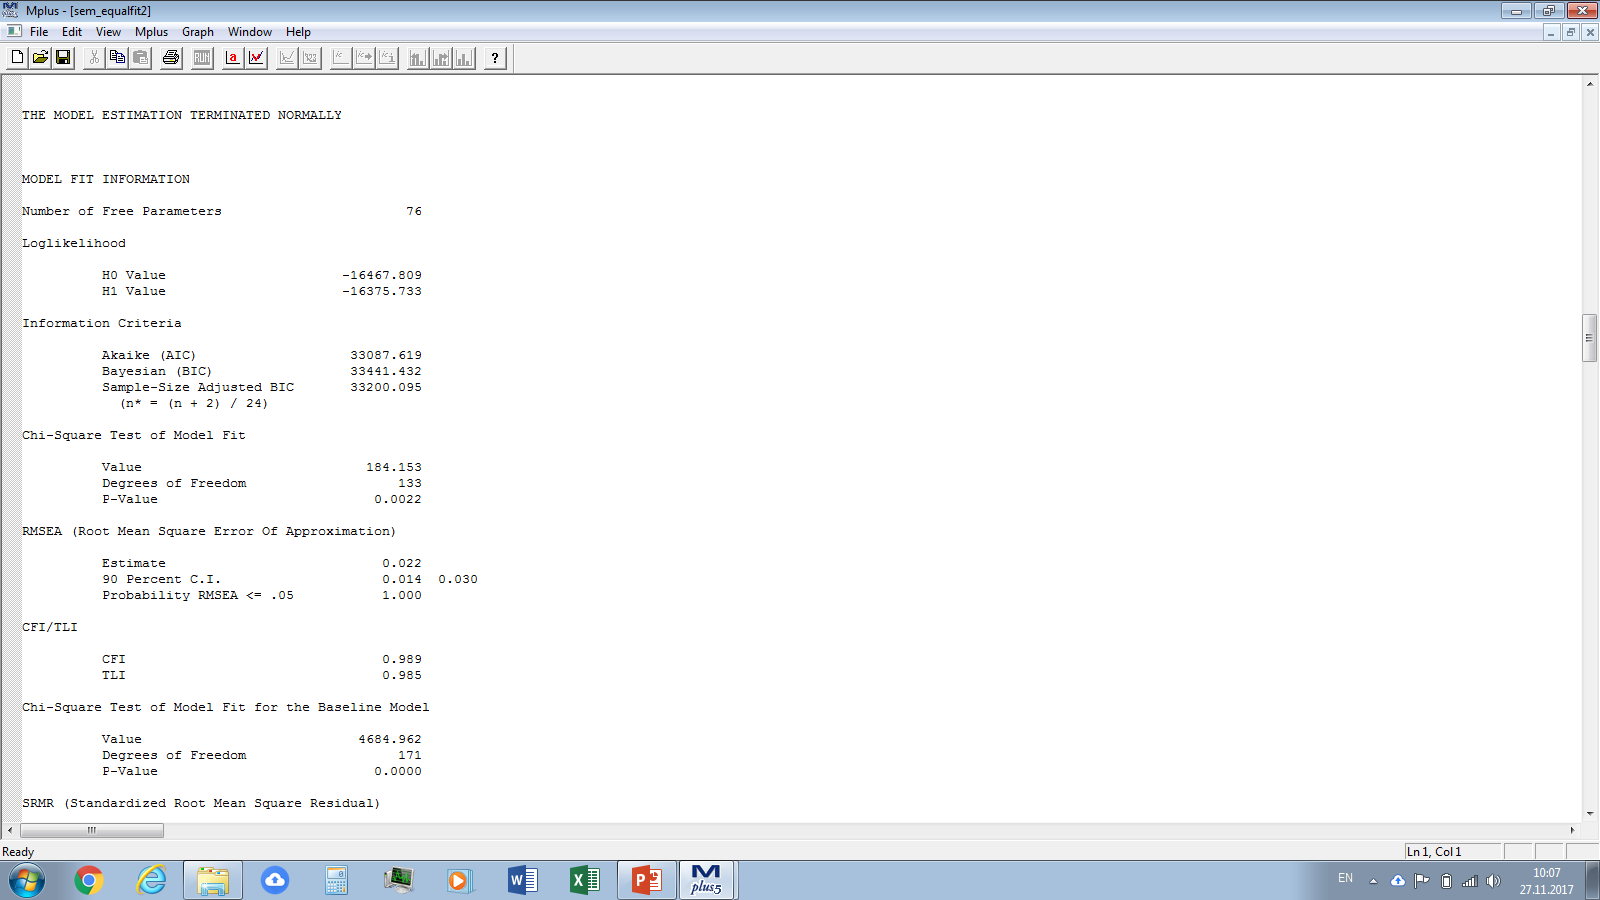 Mplus - [sem_equalfit2]
File Edit View Mplus Graph Window Help
THE MODEL ESTIMATION TERMINATED NORMALLY
MODEL FIT INFORMATION
Number of Free Parameters 76
Loglikelihood
H0 Value -16467.809
H1 Value -16375.733
Information Criteria
Akaike (AIC) 33087.619
Bayesian (BIC) 33441.432
Sample-Size Adjusted BIC 33200.095
(n* = (n + 2) / 24)
Chi-Square Test of Model Fit
Value 184.153
Degrees of Freedom 133
P-Value 0.0022
RMSEA (Root Mean Square Error Of Approximation)
Estimate 0.022
90 Percent C.I. 0.014 0.030
Probability RMSEA <= .05 1.000
CFI/TLI
CFI 0.989
TLI 0.985
Chi-Square Test of Model Fit for the Baseline Model
Value 4684.962
Degrees of Freedom 171
P-Value 0.0000
SRMR (Standardized Root Mean Square Residual)
Ready
Ln 1, Col 1
EN
10:07
27.11.2017